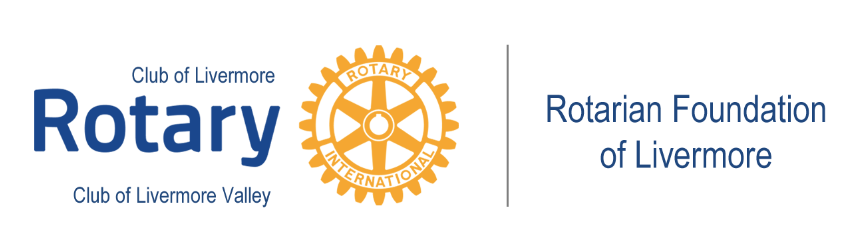 Club of Livermore
Rotary
Club of Livermore Valley
ROTARY
INTERNATIONAL
Rotarian Foundation
of Livermore